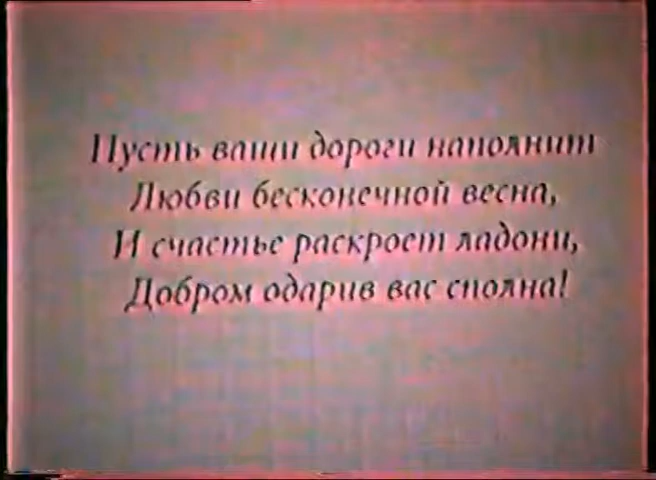 Пусть ваши дороги наполнит
Любви бесконечной весна,
И счастье раскроет ладони,
Добром одарив вас сполна!